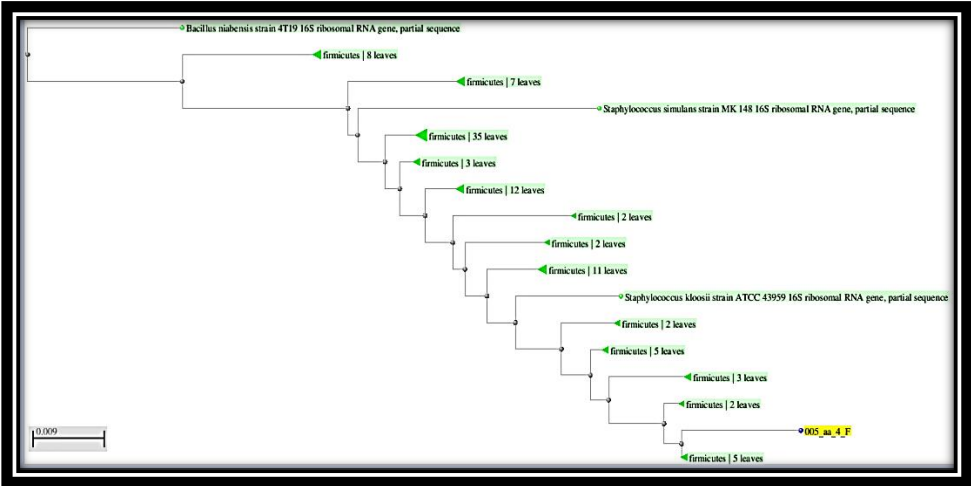 Bacillus niabensis strain 4T19 16S ribosomal RNA gene, partial sequence
firmicutes | 8 leaves
firmicutes | 7 leaves
Staphylococcus simulans strain MK 148 16S ribosomal RNA gene, partial sequence
firmicutes | 35 leaves
firmicutes | 3 leaves
firmicutes | 12 leaves
firmicutes | 2 leaves
firmicutes | 2 leaves
firmicutes | 11 leaves
Staphylococcus kloosii strain ATCC 43959 16S ribosomal RNA gene, partial sequence
firmicutes | 2 leaves
firmicutes | 5 leaves
firmicutes | 3 leaves
firmicutes | 2 leaves
0.009
005_aa_4_F
firmicutes | 5 leaves